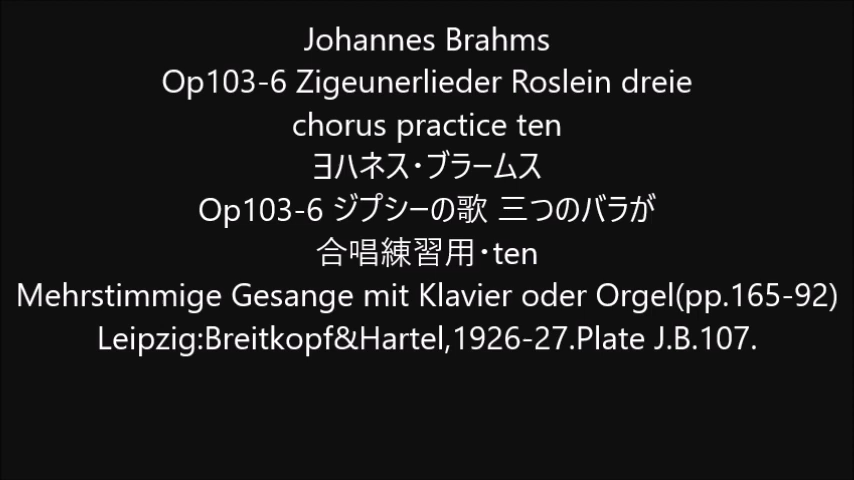 Johannes Brahms
Op103-6 Zigeunerlieder Roslein dreie
chorus practice ten
ヨハネス・ブラームス
Op103-6 ジプシーの歌 三つのバラが
合唱練習用・ten
Mehrstimmige Gesange mit Klavier oder Orgel(pp.165-92)
Leipzig:Breitkopf&Hartel,1926-27.Plate J.B.107.